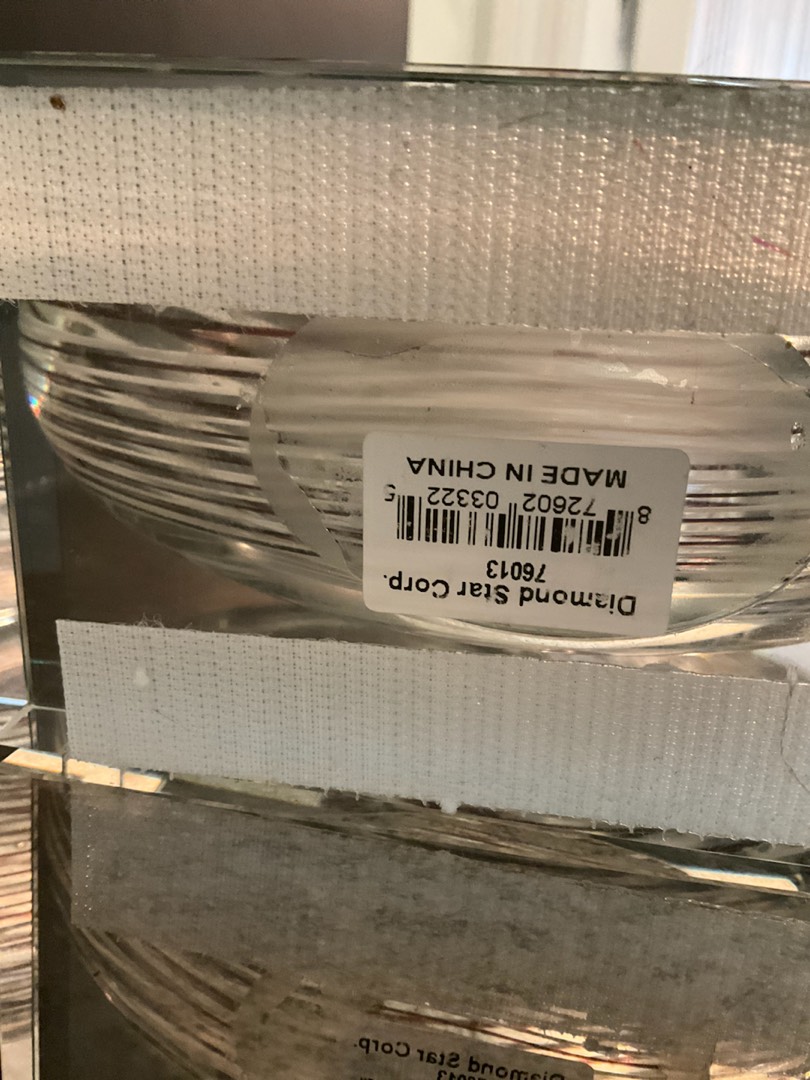 Diamond Star Corp.
76013
8 72602 03322 5
MADE IN CHINA
Diamond Star Corp.